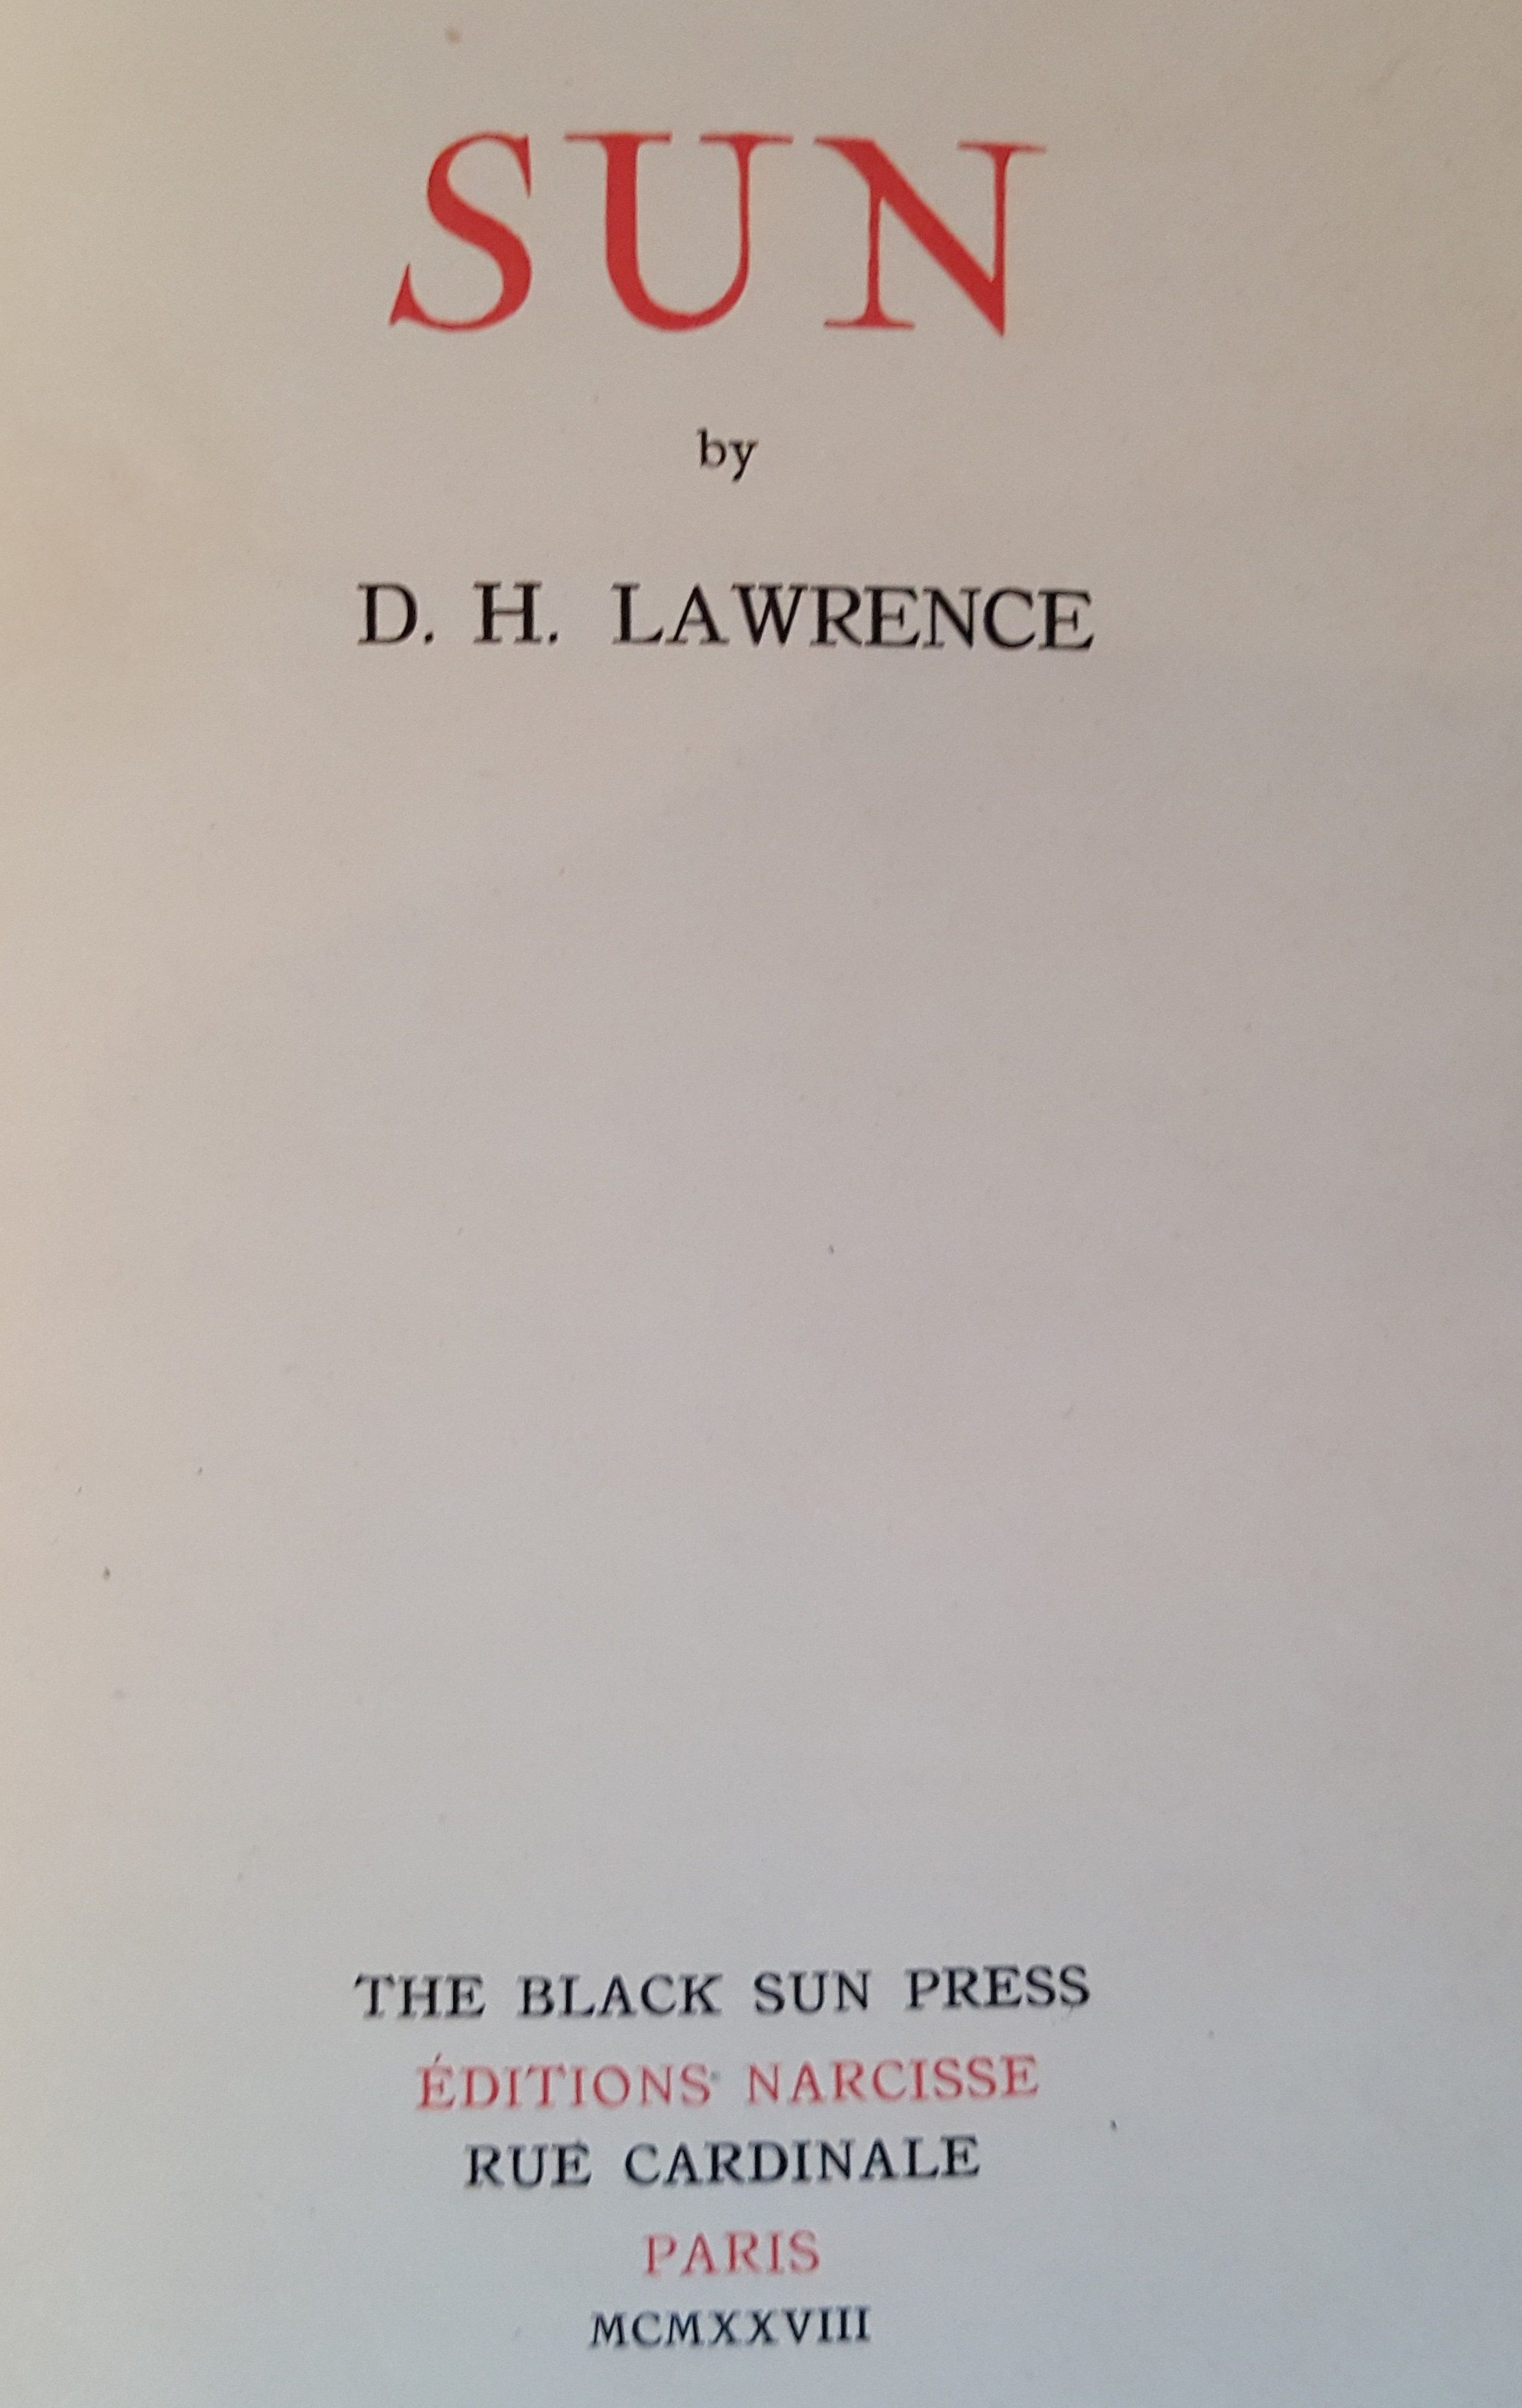 SUN
by
D. H. LAWRENCE
THE BLACK SUN PRESS
ÉDITIONS NARCISSE
RUE CARDINALE
PARIS
MCMXXVIII